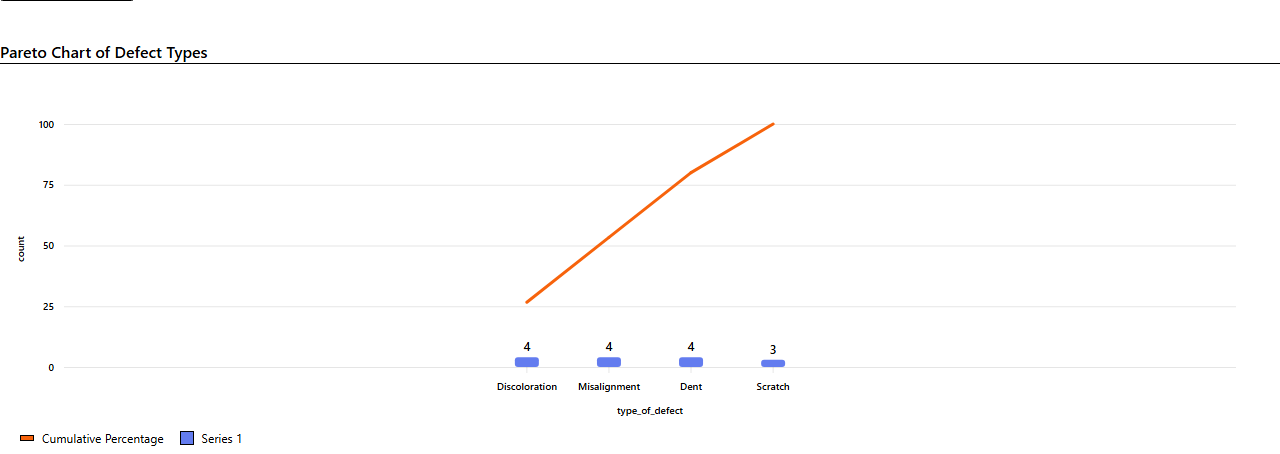 Pareto Chart of Defect Types
100
75
50
25
0
count
4 4 4 3
Discoloration Misalignment Dent Scratch
type_of_defect
Cumulative Percentage Series 1